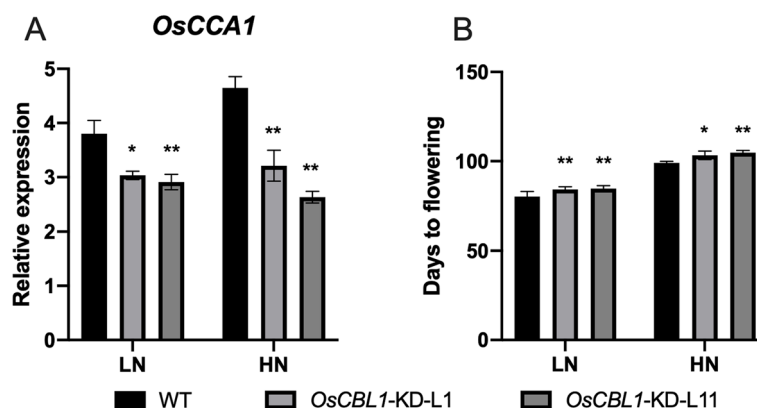 A
OsCCA1
Relative expression
5
4
3
2
1
0
*
**
**
**
LN
HN
B
Days to flowering
150
100
50
0
**
**
*
**
LN
HN
WT
OsCBL1-KD-L1
OsCBL1-KD-L11